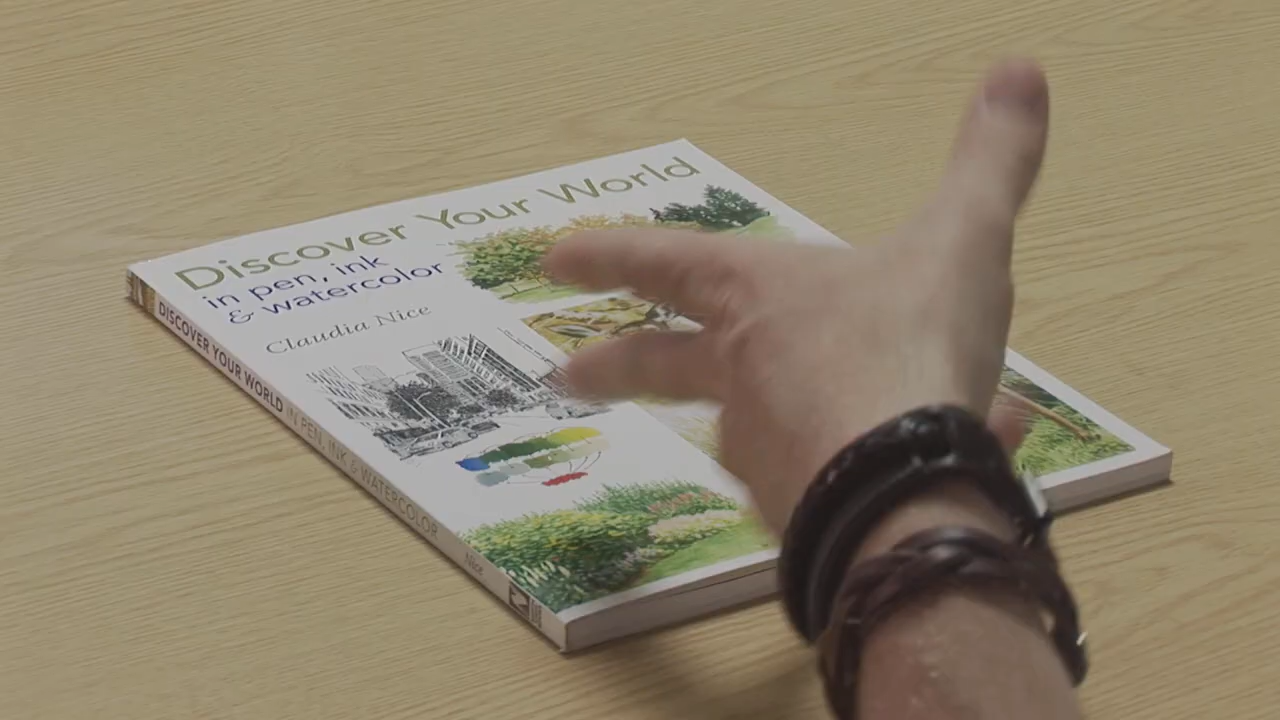 Discover Your World
in pen, ink
& watercolor
Claudia Nice
DISCOVER YOUR WORLD IN PEN, INK & WATERCOLOR Nice